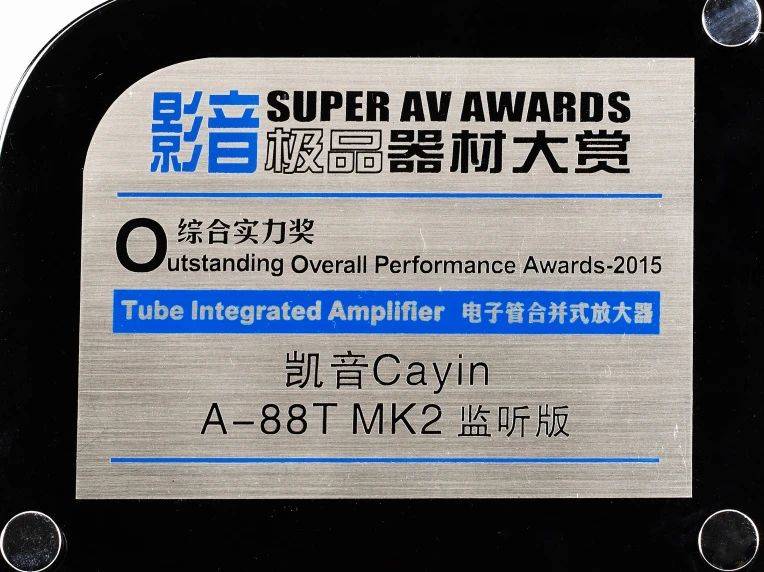 影音 SUPER AV AWARDS
极品器材大赏
综合实力奖
Outstanding Overall Performance Awards-2015
Tube Integrated Amplifier 电子管合并式放大器
凯音Cayin
A-88T MK2 监听版